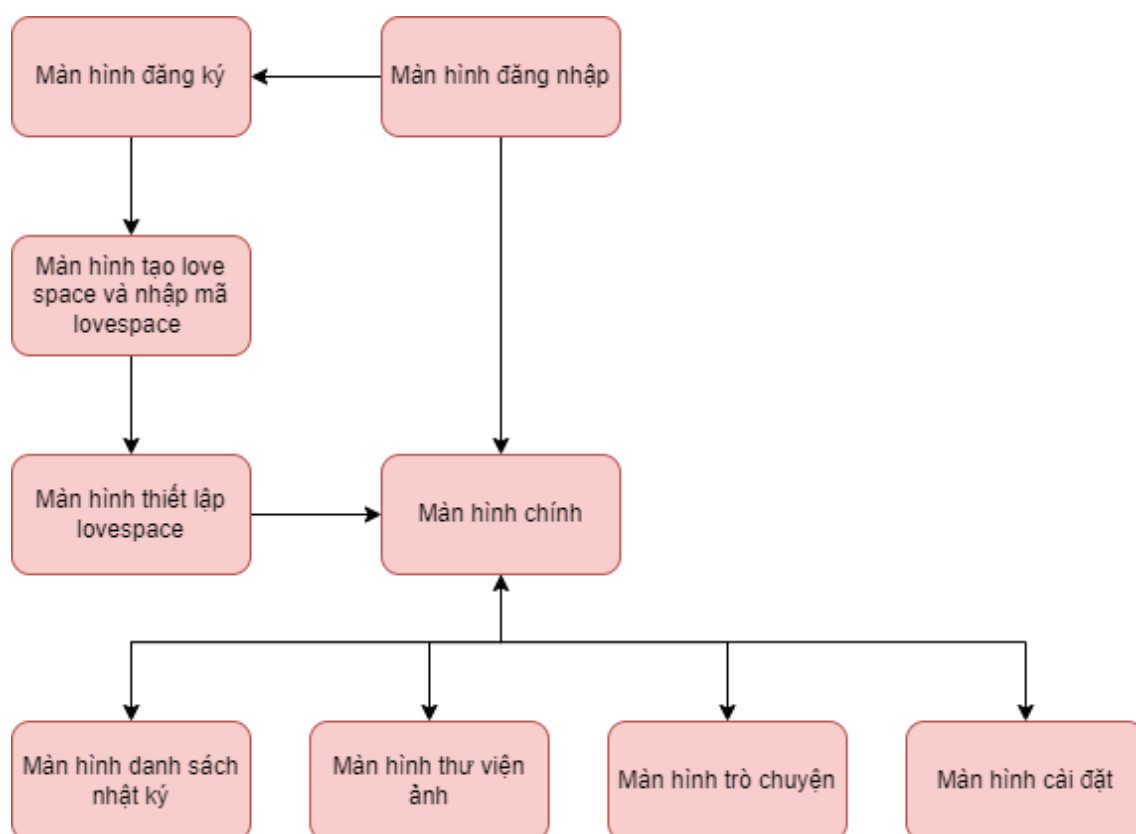 Màn hình đăng ký
Màn hình đăng nhập
Màn hình tạo love
space và nhập mã
lovespace
Màn hình thiết lập
lovespace
Màn hình chính
Màn hình danh sách
nhật ký
Màn hình thư viện
ảnh
Màn hình trò chuyện
Màn hình cài đặt